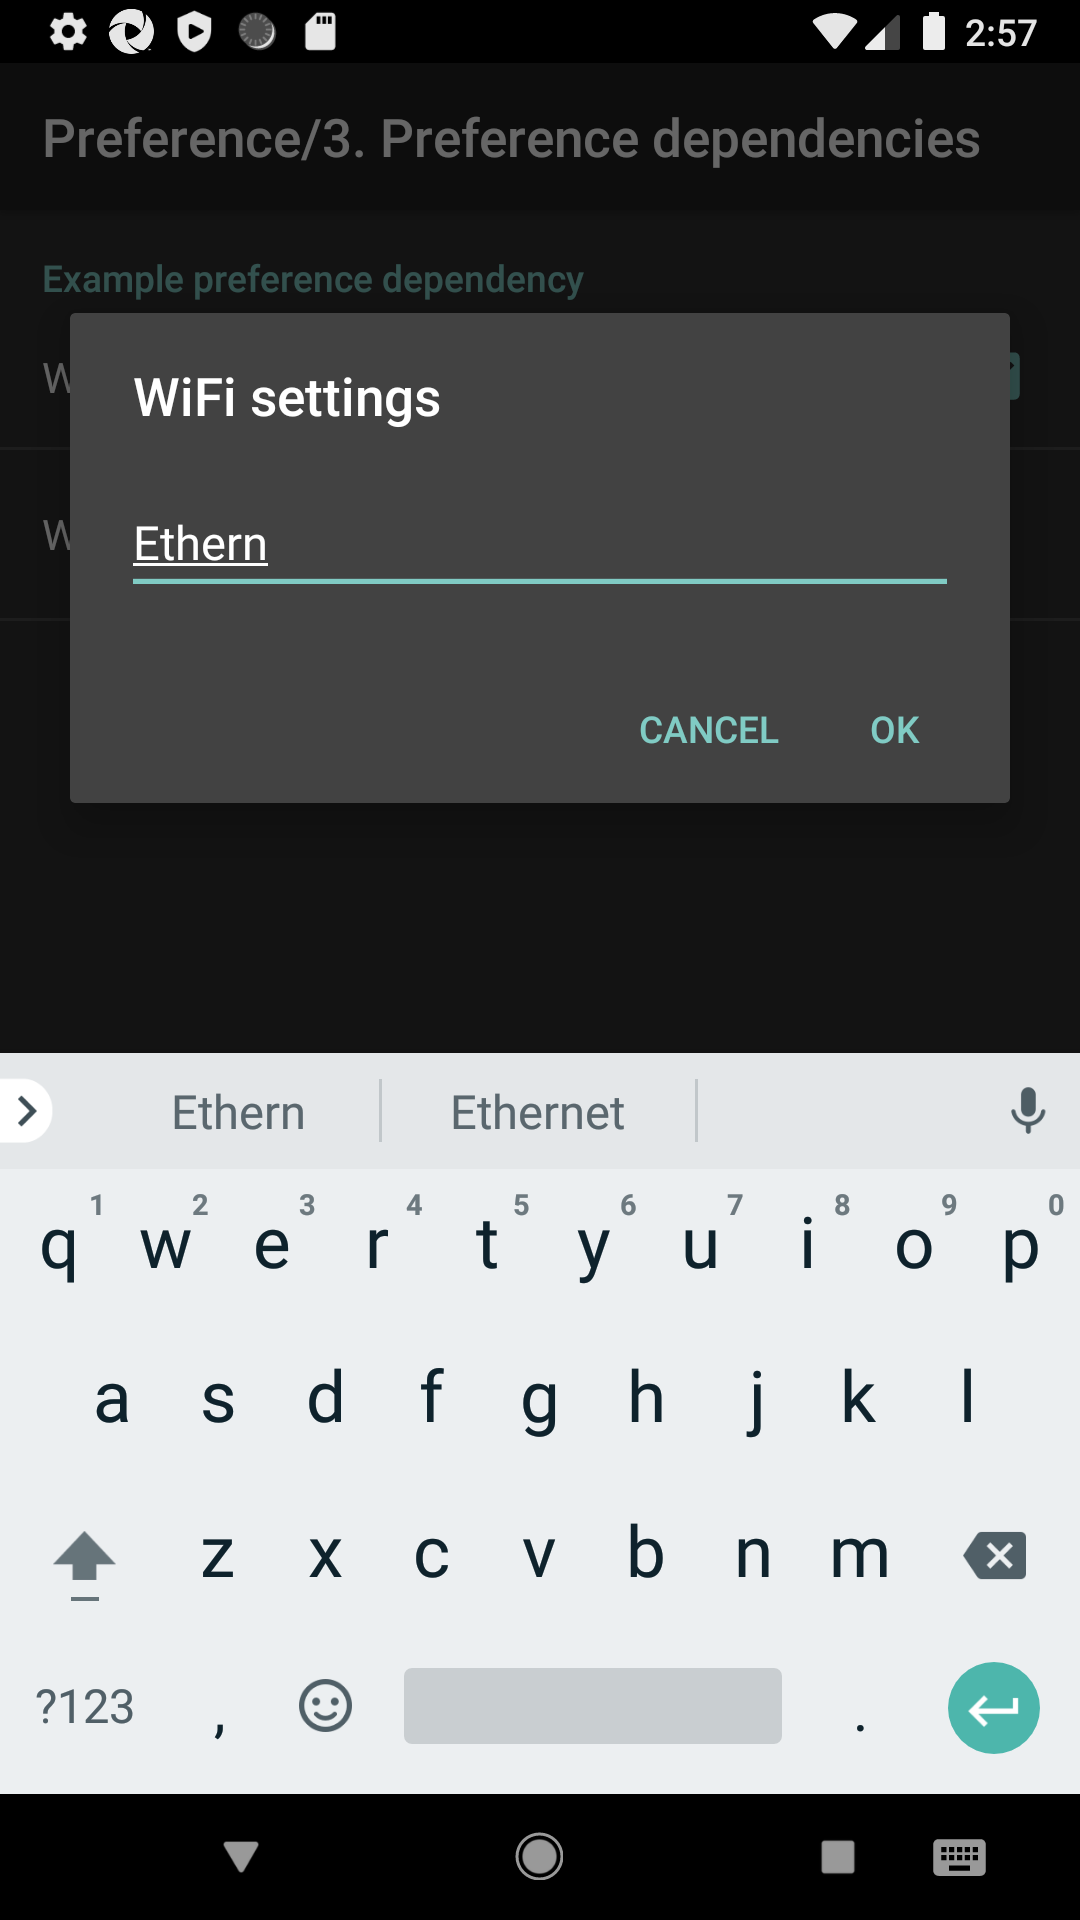 2:57
Preference/3. Preference dependencies
Example preference dependency
W
WiFi settings
W
Ethern
CANCEL OK
Ethern Ethernet
1 2 3 4 5 6 7 8 9 0
q w e r t y u i o p
a s d f g h j k l
z x c v b n m
?123 , .